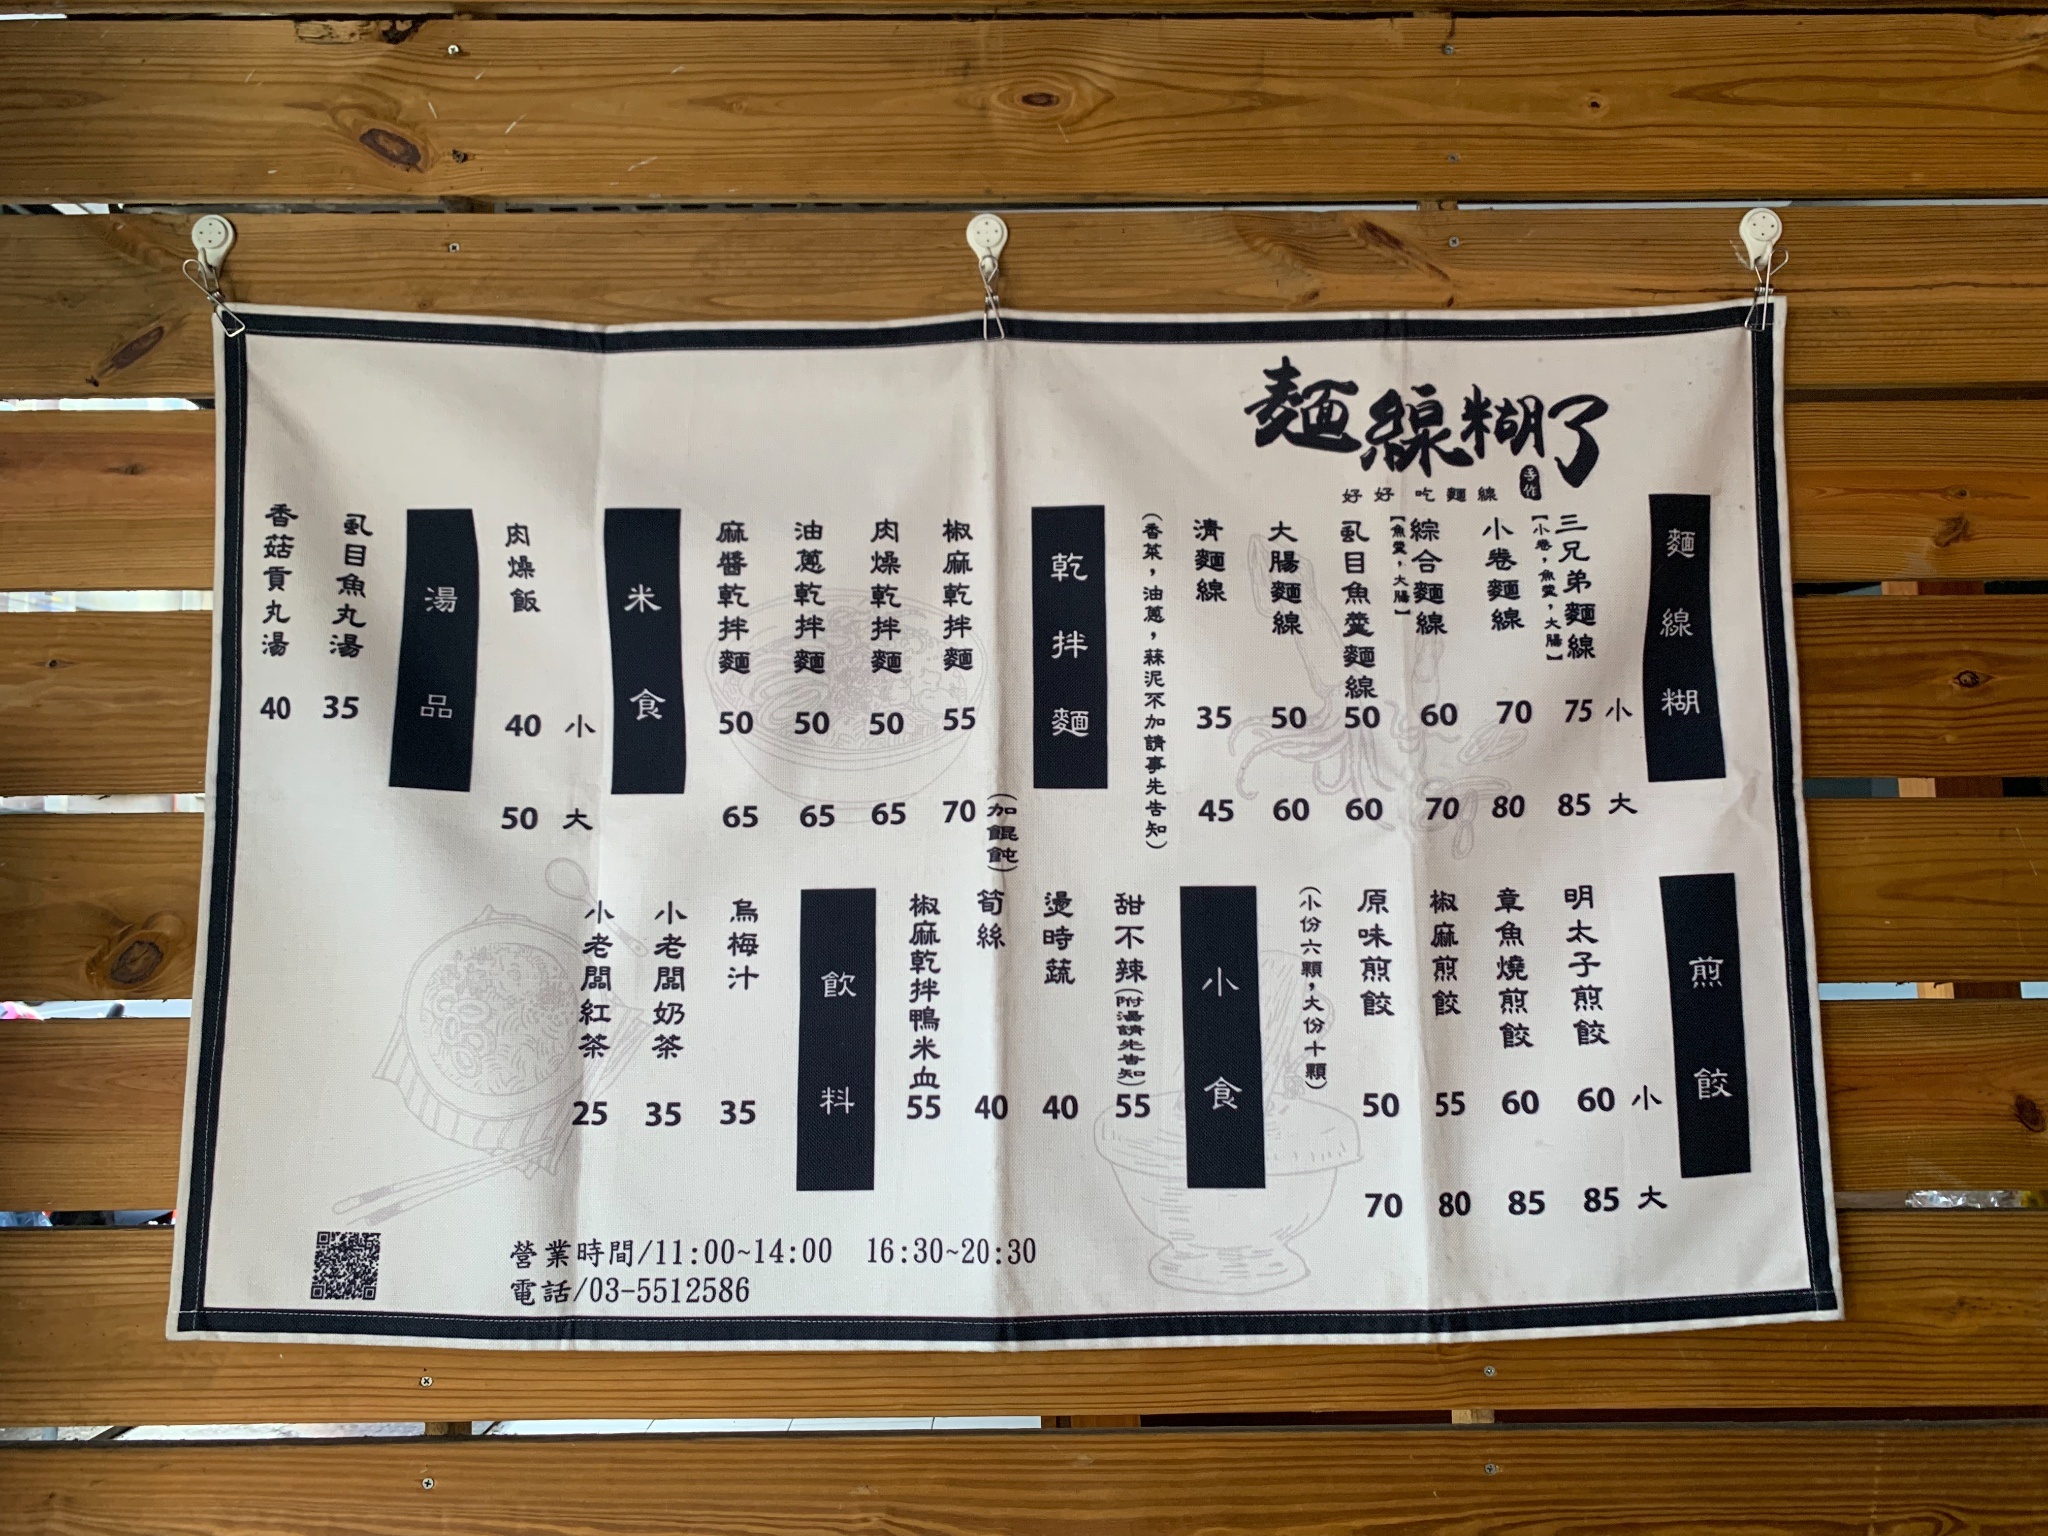 麵線糊了
手作
好好吃麵線
麵線糊
小
大
三兄弟麵線
【小卷，魚羹，大腸】
75
85
小卷麵線
70
80
綜合麵線
【魚羹，大腸】
60
70
虱目魚羹麵線
50
60
大腸麵線
50
60
清麵線
35
45
(香菜，油蔥，蒜泥不加請事先告知)
乾拌麵
(加餛飩)
椒麻乾拌麵
55
70
肉燥乾拌麵
50
65
油蔥乾拌麵
50
65
麻醬乾拌麵
50
65
米食
小
大
肉燥飯
40
50
湯品
虱目魚丸湯
35
香菇貢丸湯
40
煎餃
小
大
明太子煎餃
60
85
章魚燒煎餃
60
85
椒麻煎餃
55
80
原味煎餃
50
70
(小份六顆，大份十顆)
小食
甜不辣(附湯請先告知)
55
燙時蔬
40
筍絲
40
椒麻乾拌鴨米血
55
飲料
烏梅汁
35
小老闆奶茶
35
小老闆紅茶
25
營業時間/11:00~14:00 16:30~20:30
電話/03-5512586